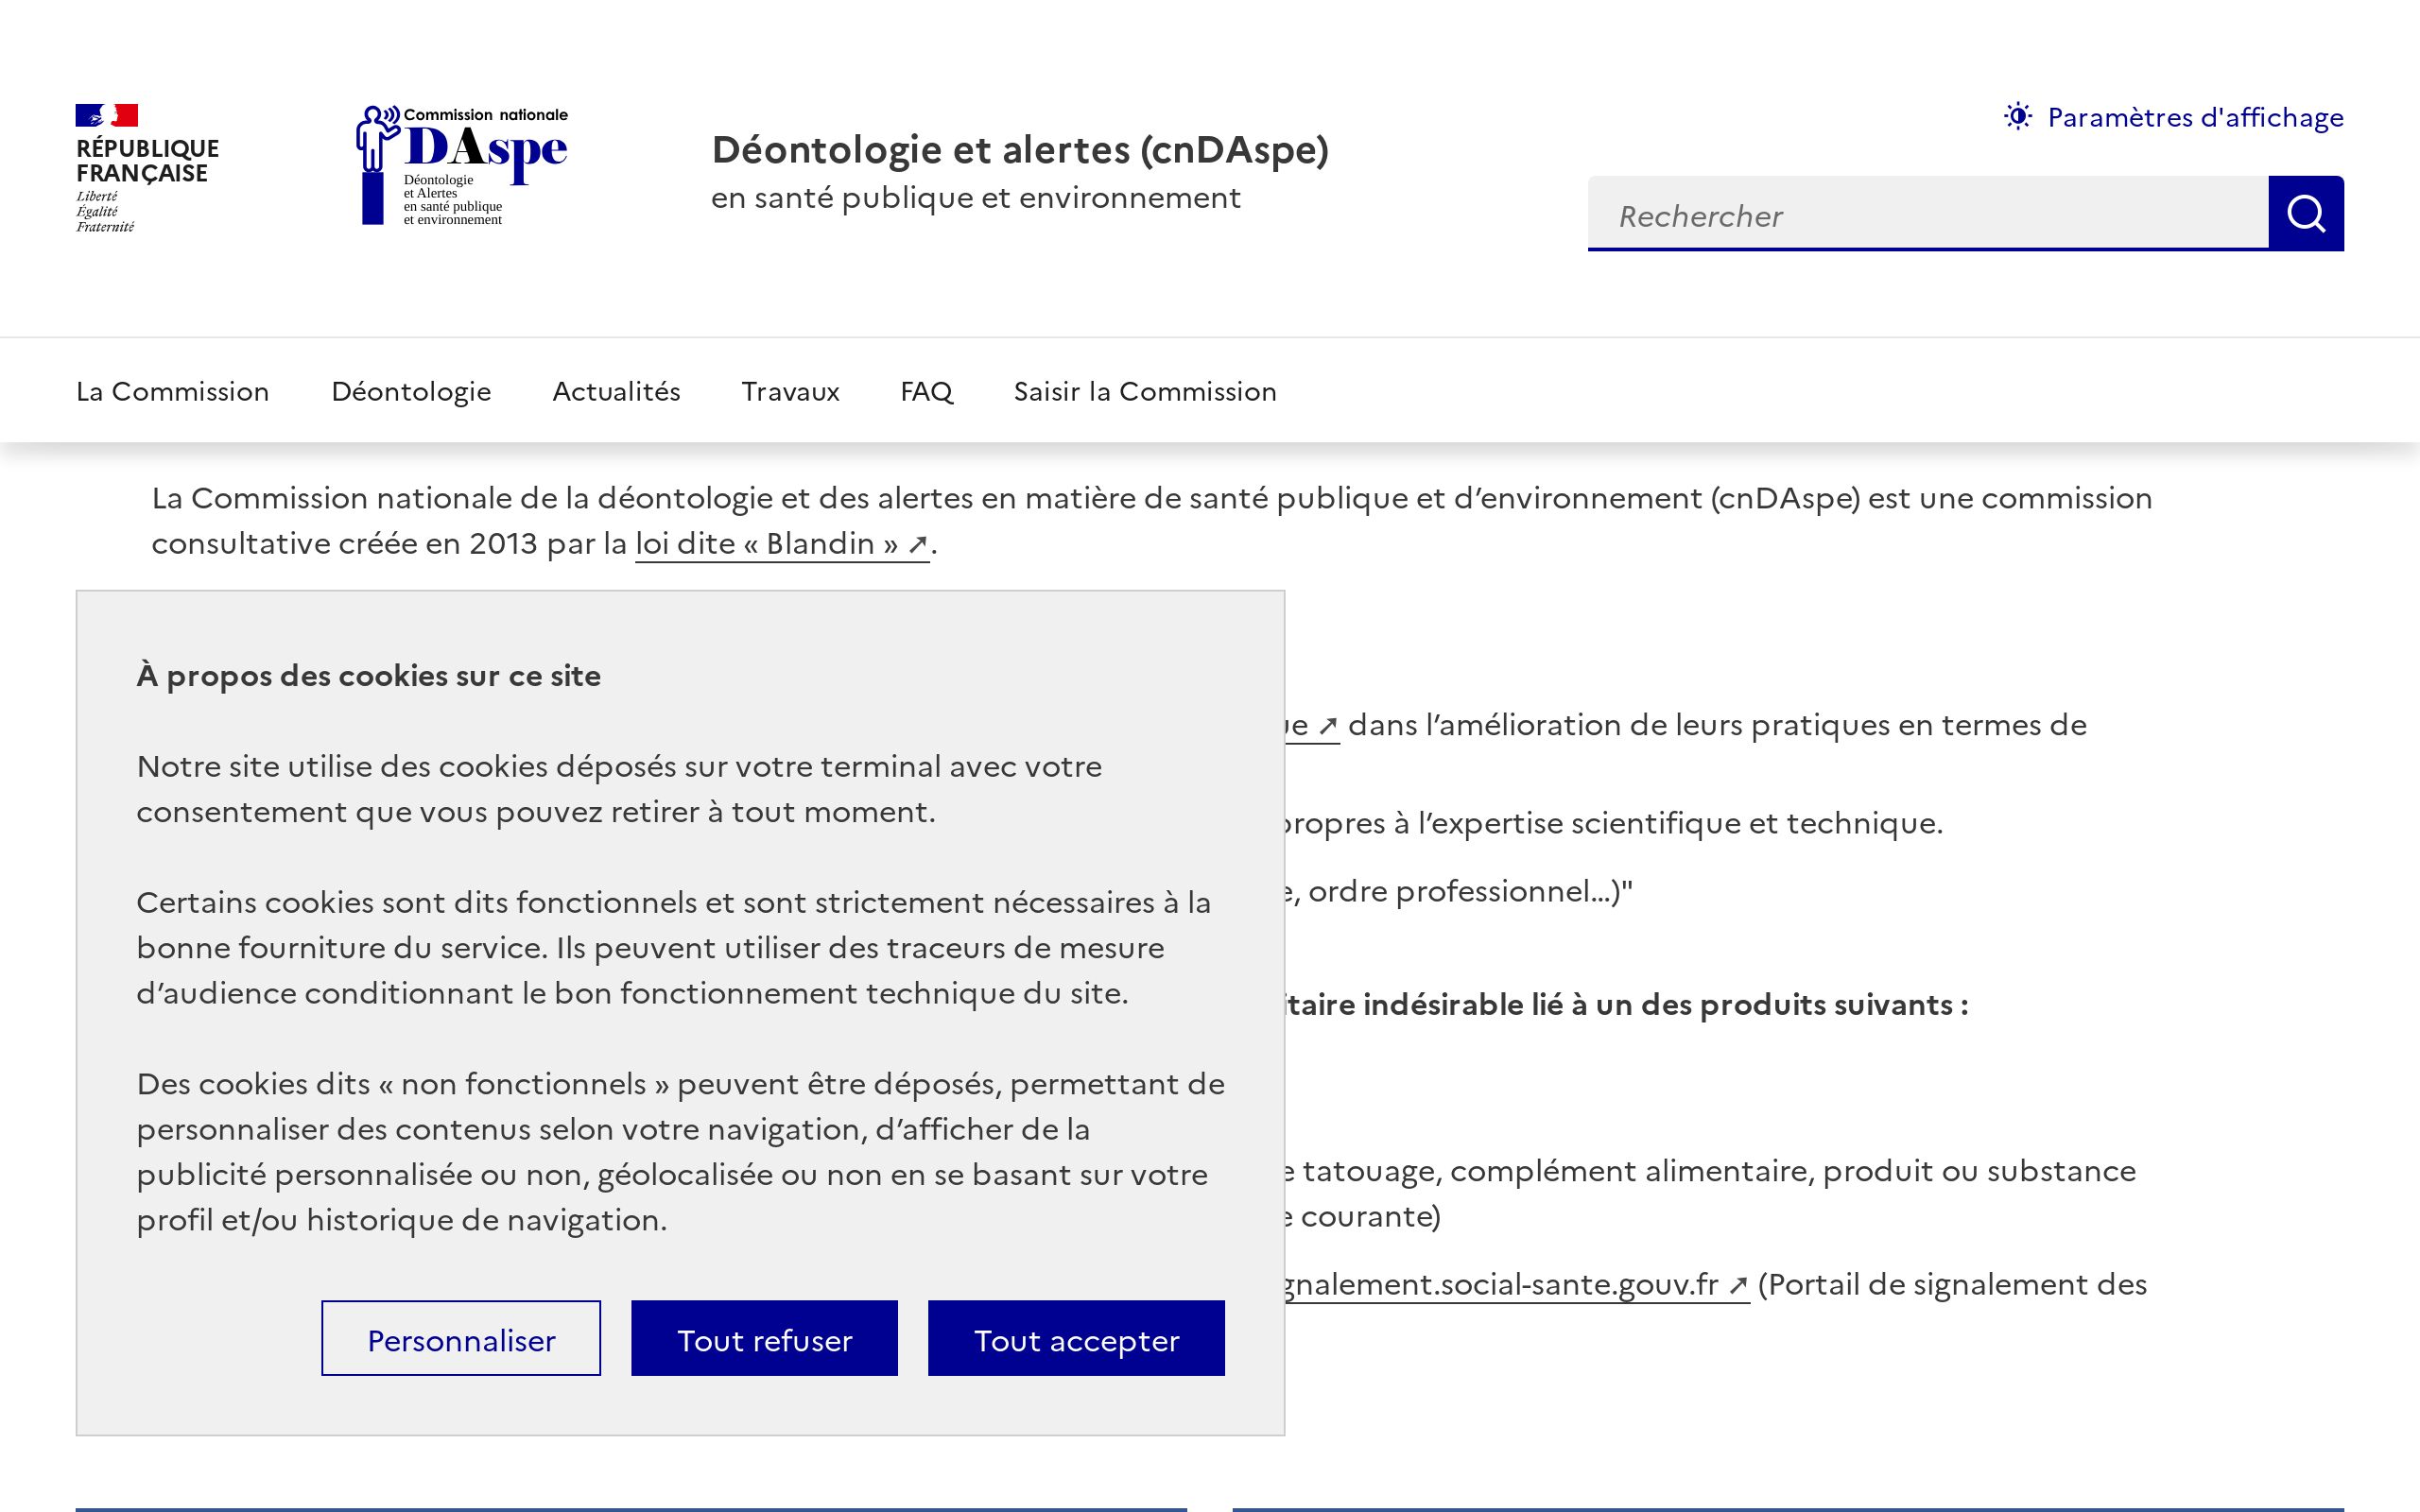 RÉPUBLIQUE
FRANÇAISE
Liberté
Égalité
Fraternité
Commission nationale
DAspe
Déontologie
et Alertes
en santé publique
et environnement
Déontologie et alertes (cnDAspe)
en santé publique et environnement
Paramètres d'affichage
Rechercher
La Commission
Déontologie
Actualités
Travaux
FAQ
Saisir la Commission
La Commission nationale de la déontologie et des alertes en matière de santé publique et d’environnement (cnDAspe) est une commission
consultative créée en 2013 par la loi dite « Blandin » ➚.
À propos des cookies sur ce site
Notre site utilise des cookies déposés sur votre terminal avec votre
consentement que vous pouvez retirer à tout moment.
Certains cookies sont dits fonctionnels et sont strictement nécessaires à la
bonne fourniture du service. Ils peuvent utiliser des traceurs de mesure
d’audience conditionnant le bon fonctionnement technique du site.
Des cookies dits « non fonctionnels » peuvent être déposés, permettant de
personnaliser des contenus selon votre navigation, d’afficher de la
publicité personnalisée ou non, géolocalisée ou non en se basant sur votre
profil et/ou historique de navigation.
Personnaliser
Tout refuser
Tout accepter
➚ dans l’amélioration de leurs pratiques en termes de
propres à l’expertise scientifique et technique.
, ordre professionnel…)"
indésirable lié à un des produits suivants :
tatouage, complément alimentaire, produit ou substance
courante)
gnalement.social-sante.gouv.fr ➚ (Portail de signalement des